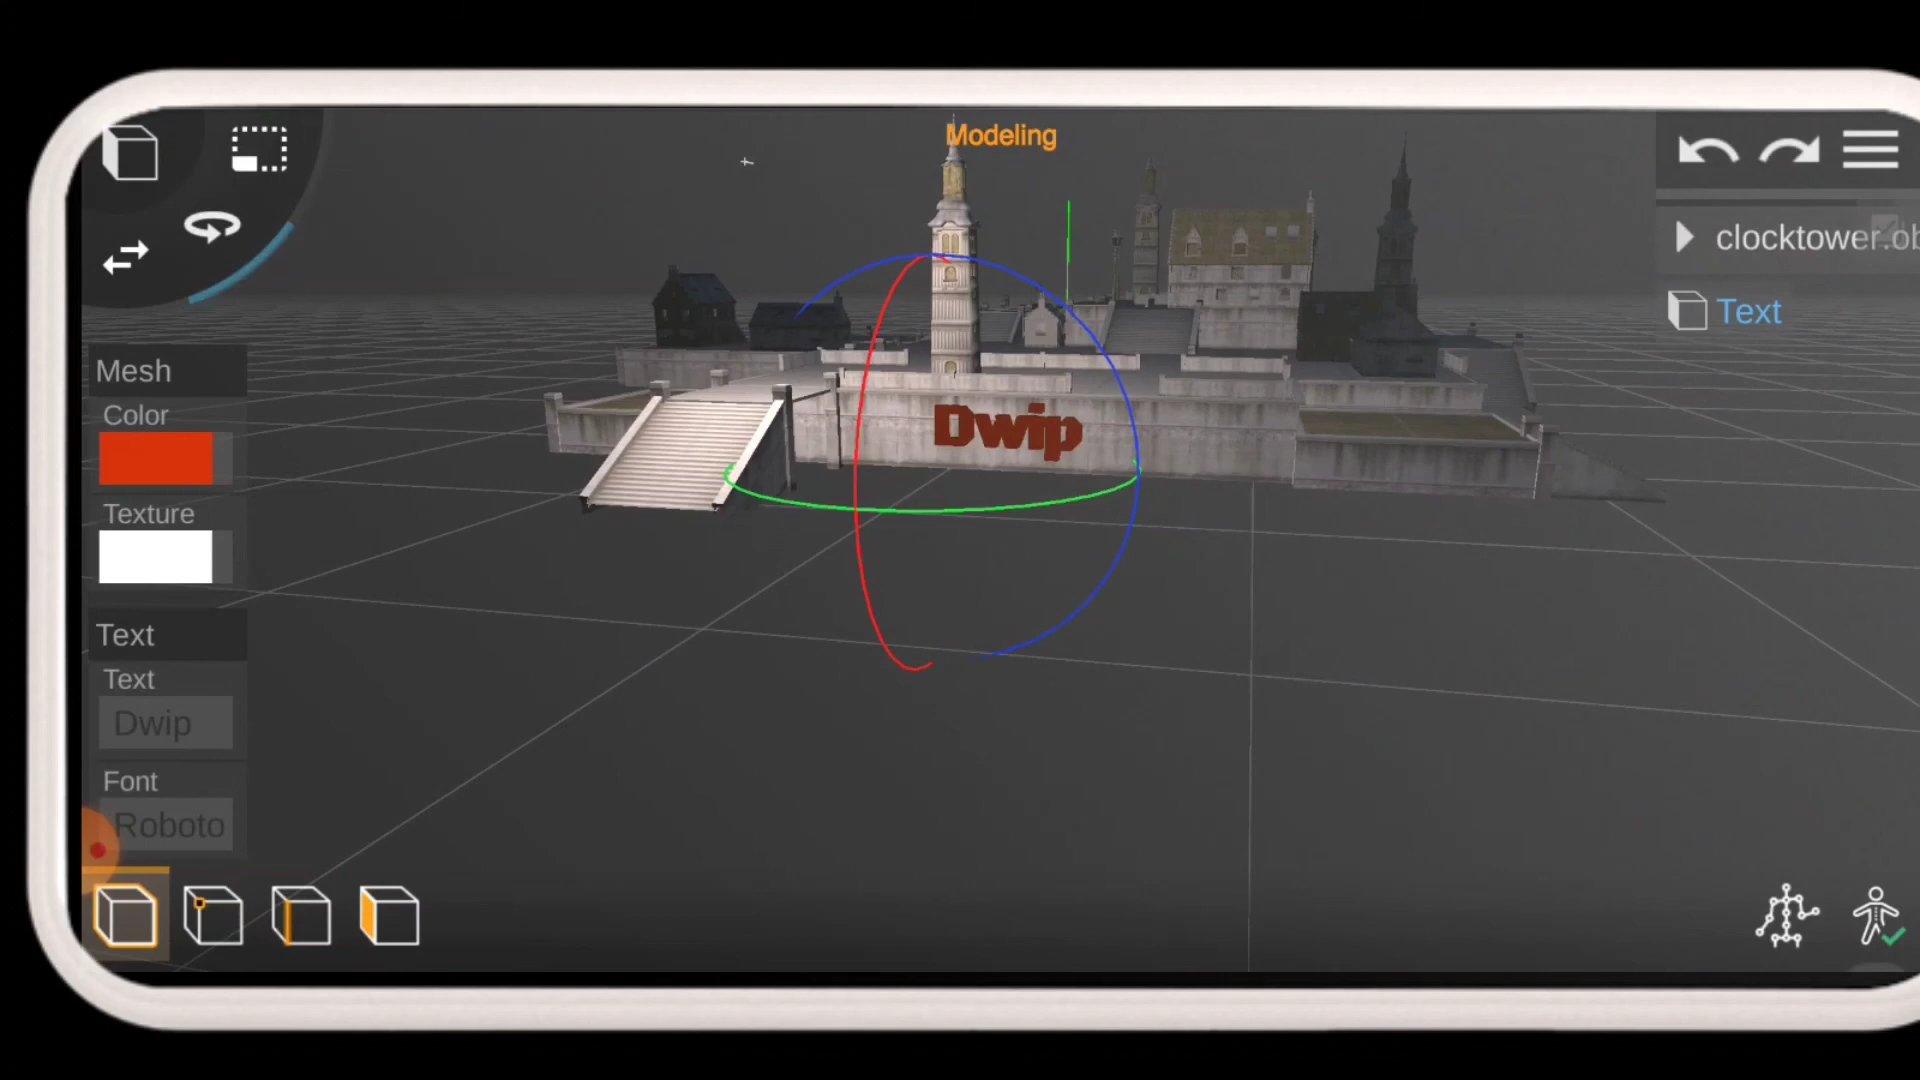 Modeling
clocktower.ob
Text
Mesh
Color
Texture
Text
Text
Dwip
Font
Roboto
Dwip